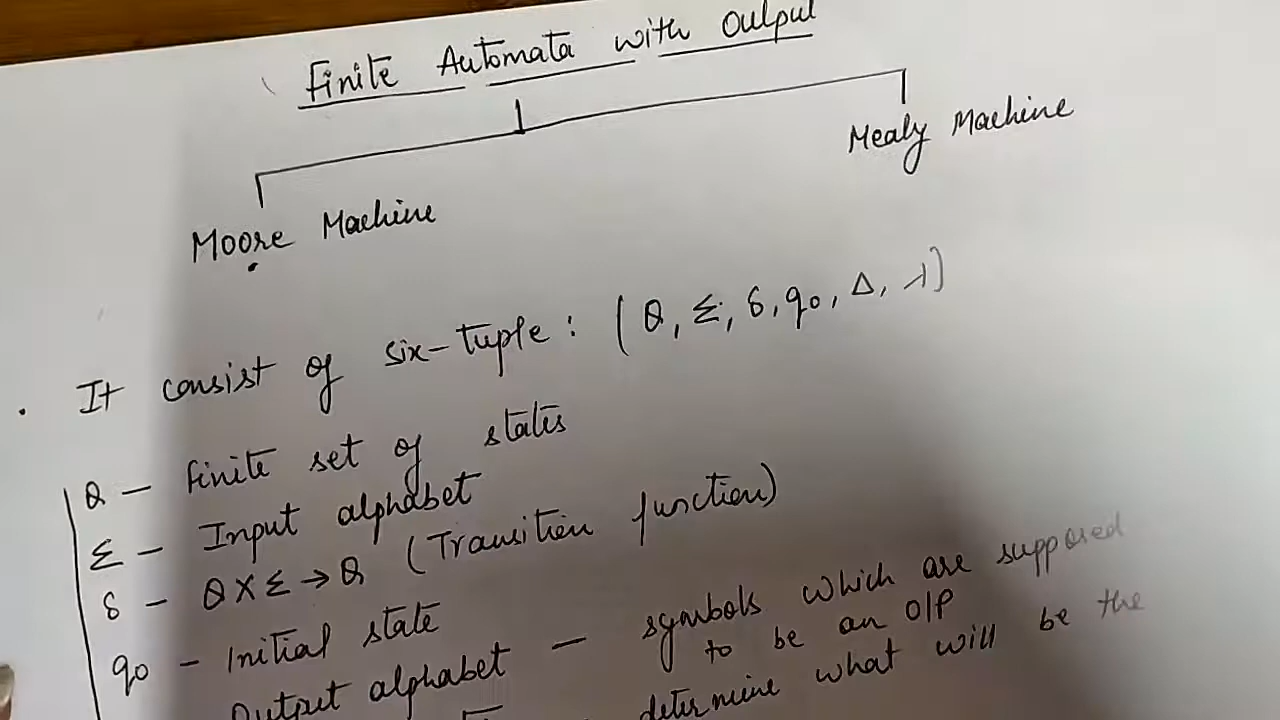 Finite Automata with Output
Mealy Machine
Moore Machine
. It consist of six-tuple : (Q, Σ, δ, q0, Δ, λ)
Q — finite set of states
Σ — Input alphabet
δ — Q X Σ → Q (Transition function)
q0 — Initial state
Output alphabet — symbols which are supposed
to be an O/P
determine what will be the